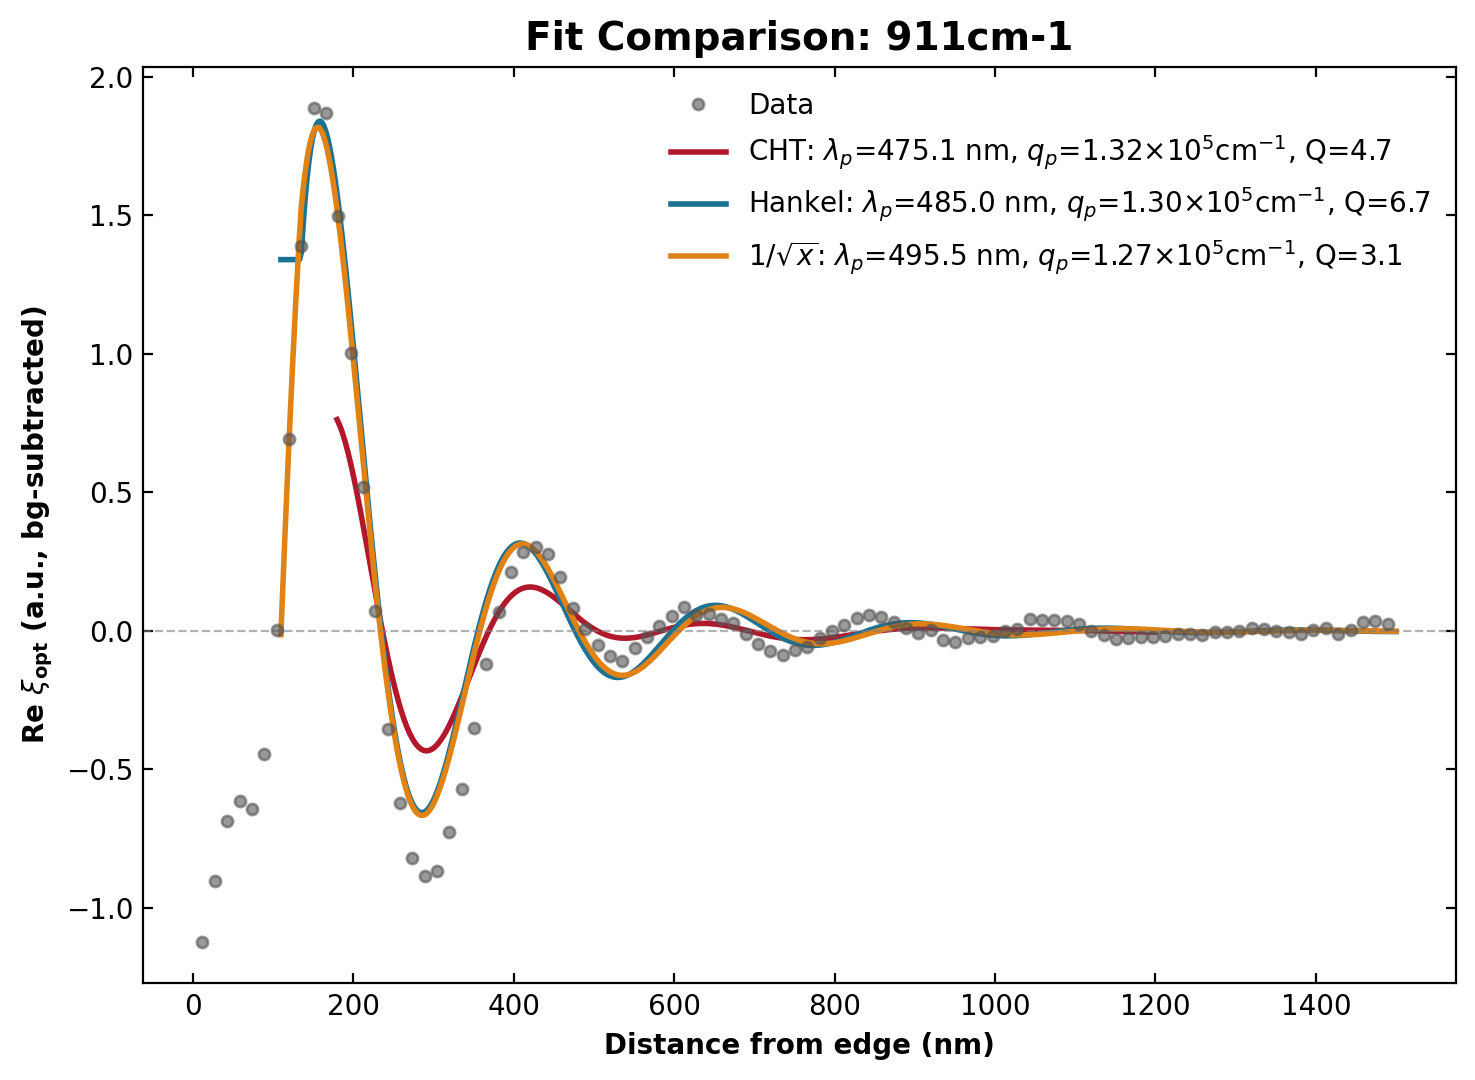 Fit Comparison: 911cm-1
2.0
1.5
1.0
0.5
0.0
−0.5
−1.0
Re ξopt (a.u., bg-subtracted)
Data
CHT: λp=475.1 nm, qp=1.32×10⁵cm⁻¹, Q=4.7
Hankel: λp=485.0 nm, qp=1.30×10⁵cm⁻¹, Q=6.7
1/√x: λp=495.5 nm, qp=1.27×10⁵cm⁻¹, Q=3.1
0 200 400 600 800 1000 1200 1400
Distance from edge (nm)